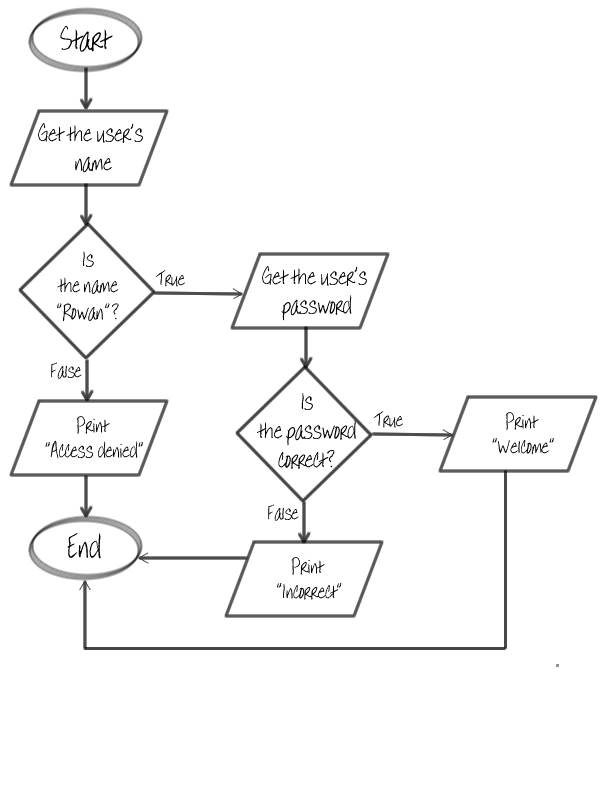 Start
Get the user's
name
Is
the name
"Rowan"?
True
False
Print
"Access denied"
End
Get the user's
password
Is
the password
correct?
True
False
Print
"Incorrect"
Print
"Welcome"